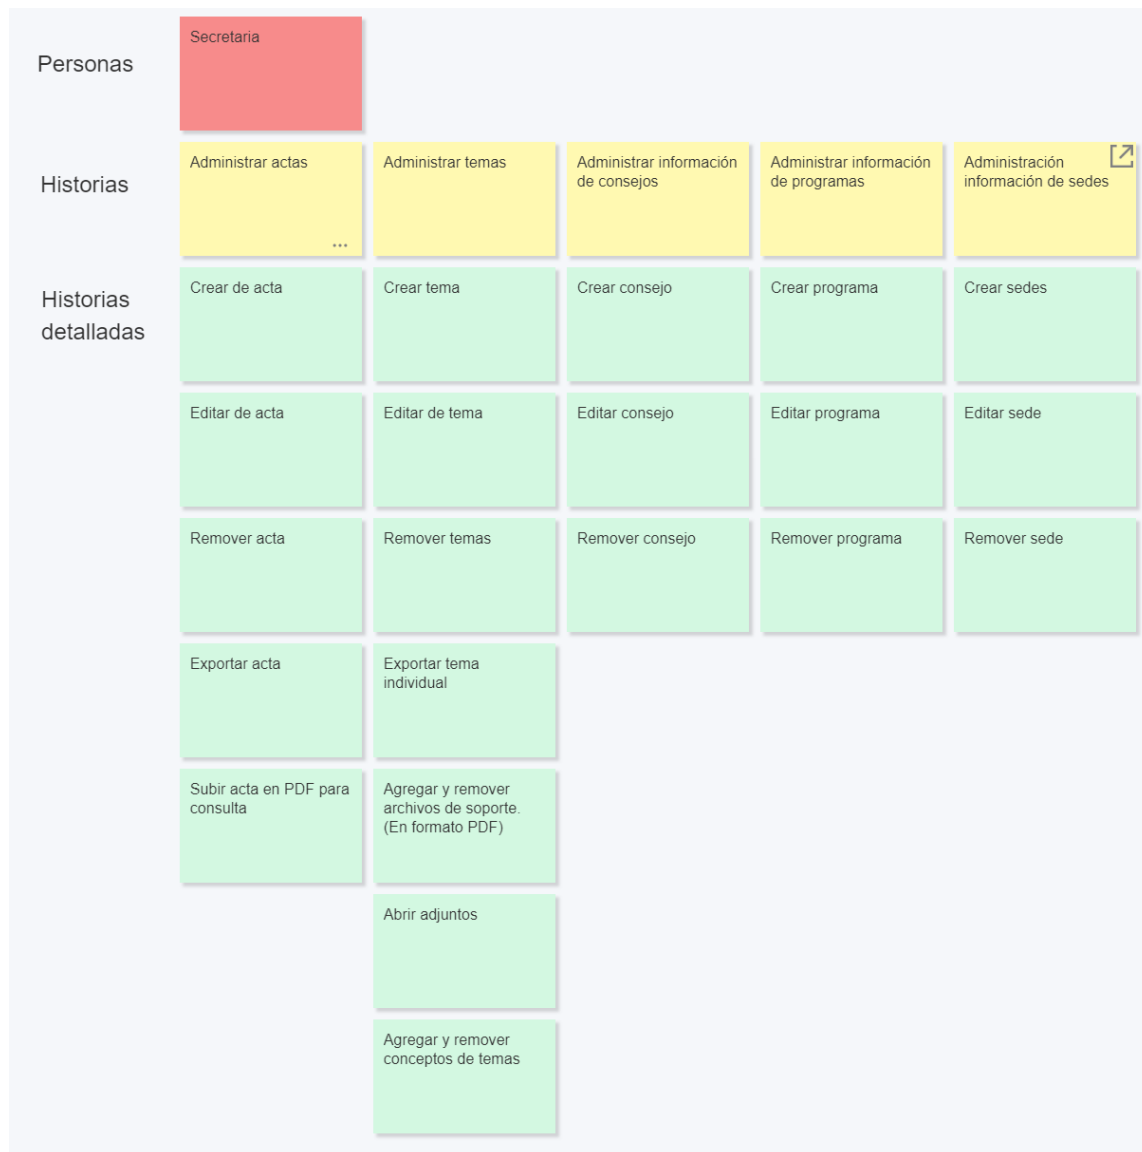 Personas
Secretaria
Historias
Administrar actas
Administrar temas
Administrar información
de consejos
Administrar información
de programas
Administración
información de sedes
Historias
detalladas
Crear de acta
Crear tema
Crear consejo
Crear programa
Crear sedes
Editar de acta
Editar de tema
Editar consejo
Editar programa
Editar sede
Remover acta
Remover temas
Remover consejo
Remover programa
Remover sede
Exportar acta
Exportar tema
individual
Subir acta en PDF para
consulta
Agregar y remover
archivos de soporte.
(En formato PDF)
Abrir adjuntos
Agregar y remover
conceptos de temas